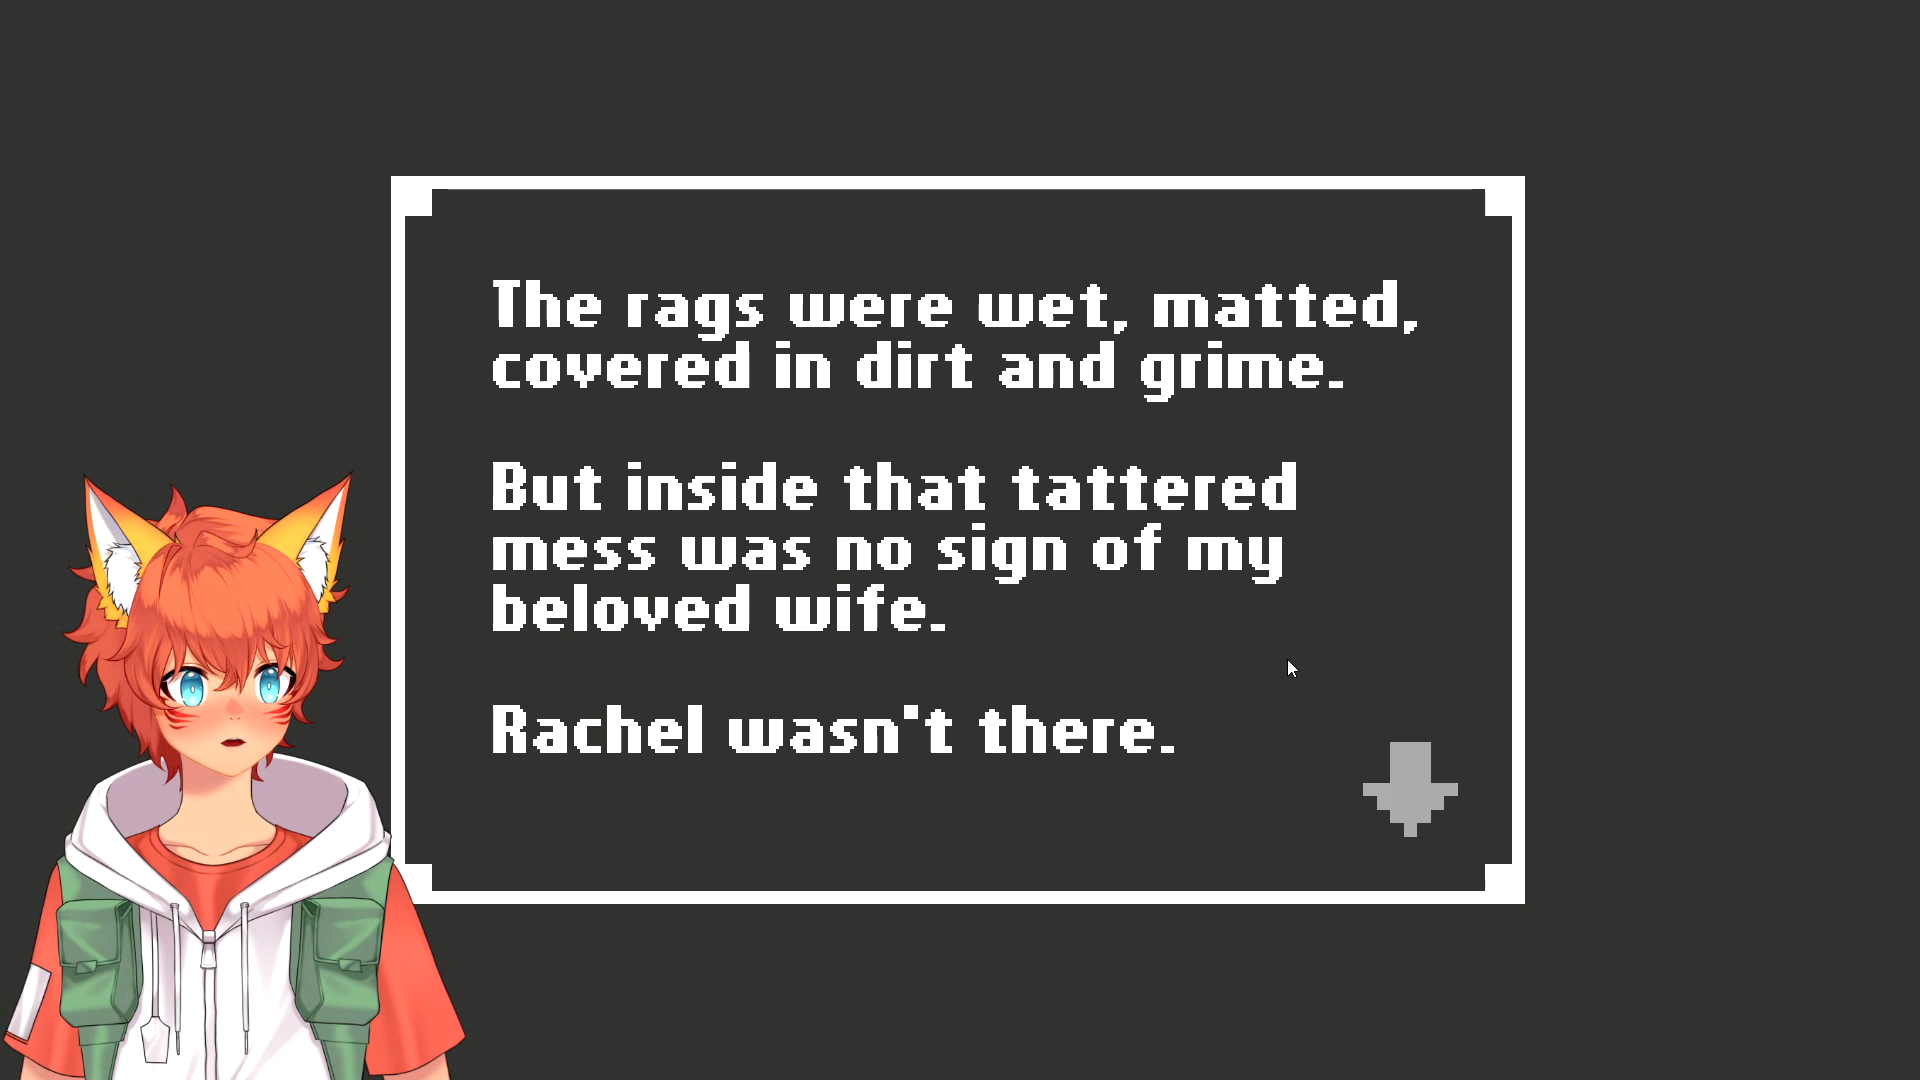 The rags were wet, matted,
covered in dirt and grime.
But inside that tattered
mess was no sign of my
beloved wife.
Rachel wasn't there.